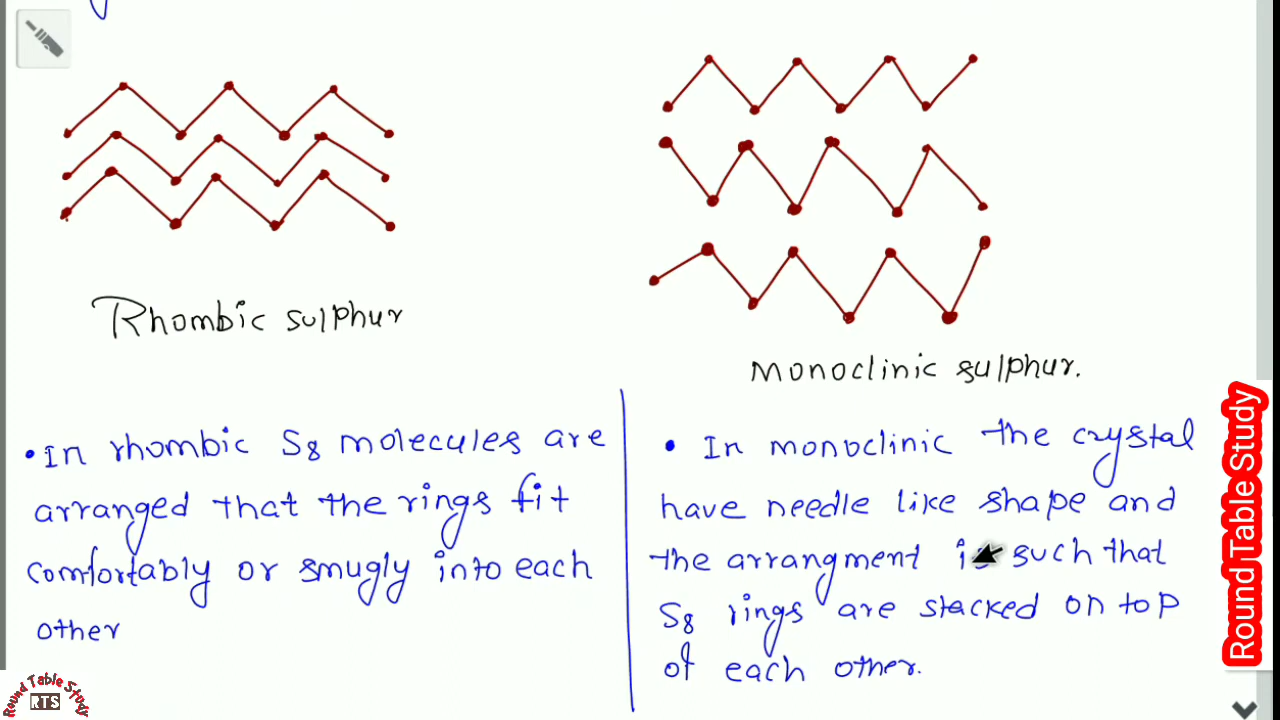 Rhombic sulphur
Monoclinic sulphur.
• In rhombic S8 molecules are
arranged that the rings fit
comfortably or smugly into each
other
• In monoclinic the crystal
have needle like shape and
the arrangment is such that
S8 rings are stacked on top
of each other.
Round Table Study
Round Table Study
RTS